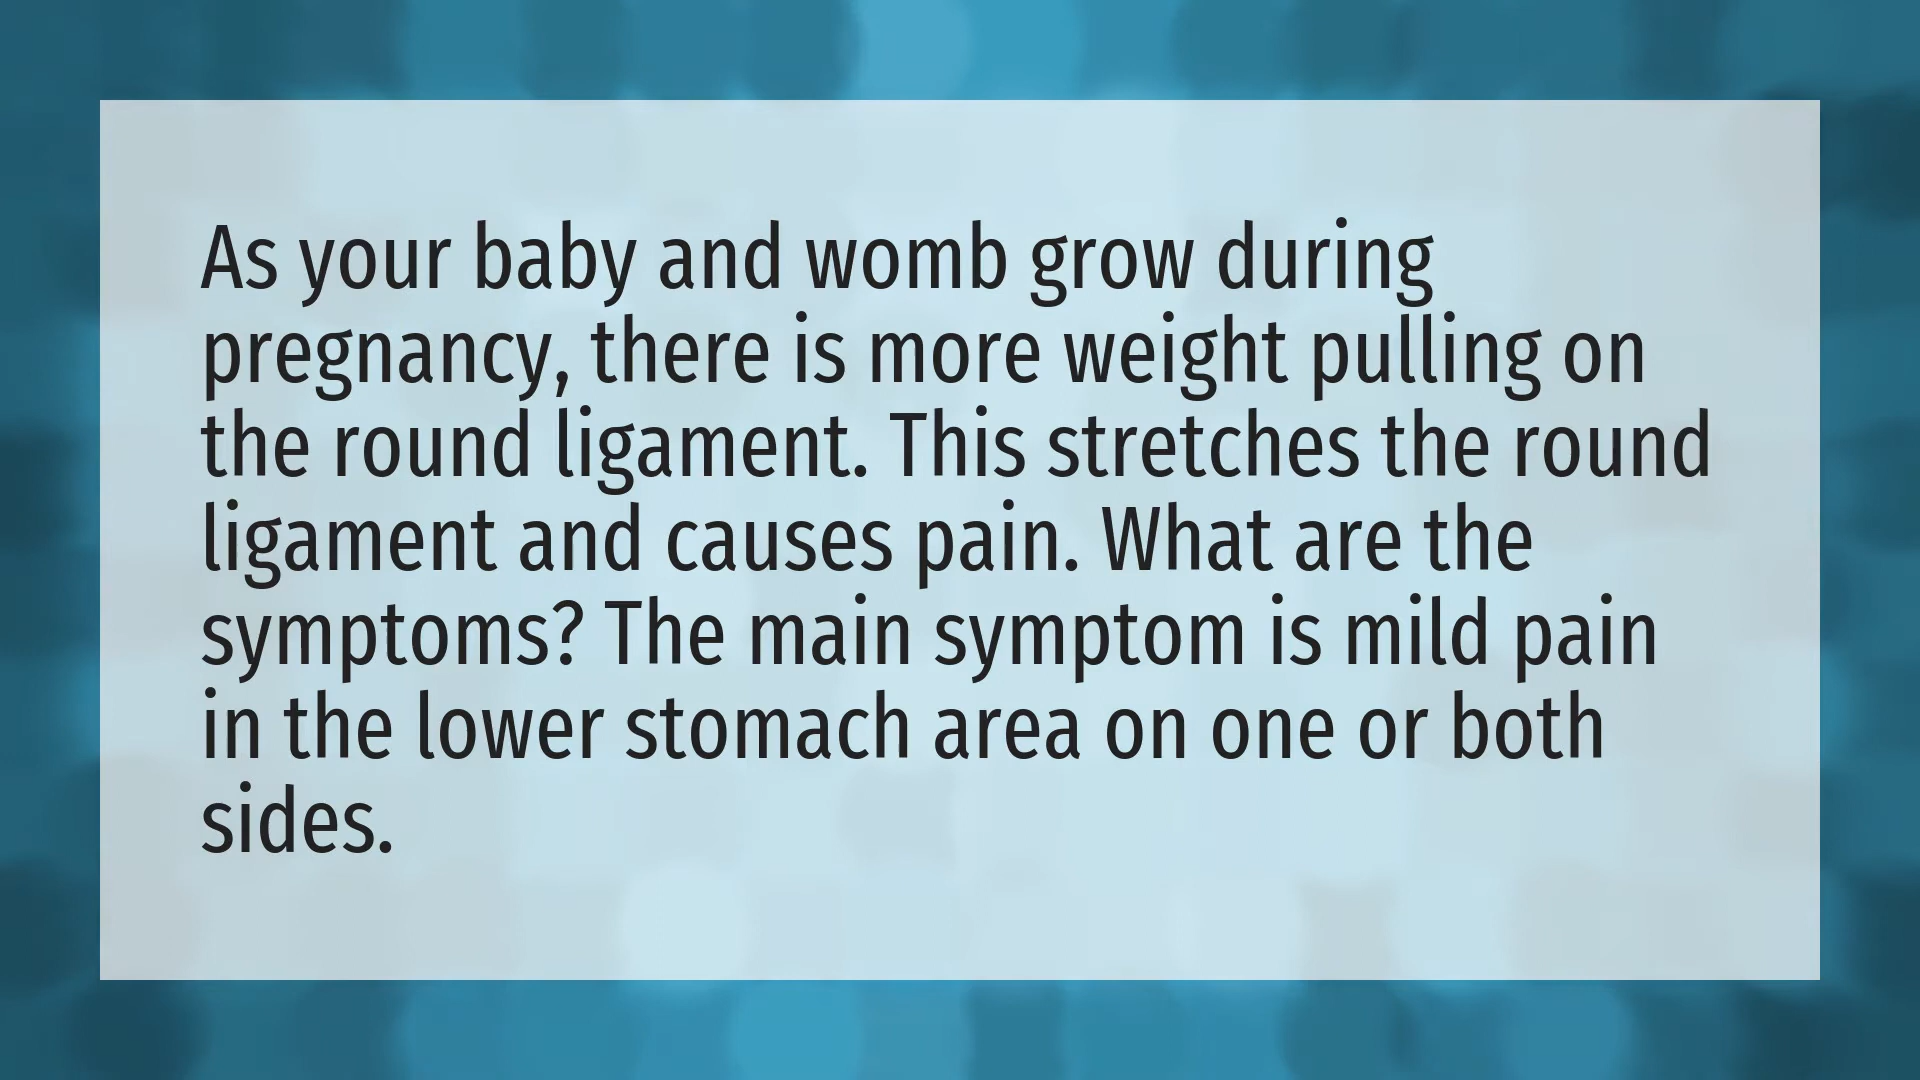 As your baby and womb grow during
pregnancy, there is more weight pulling on
the round ligament. This stretches the round
ligament and causes pain. What are the
symptoms? The main symptom is mild pain
in the lower stomach area on one or both
sides.